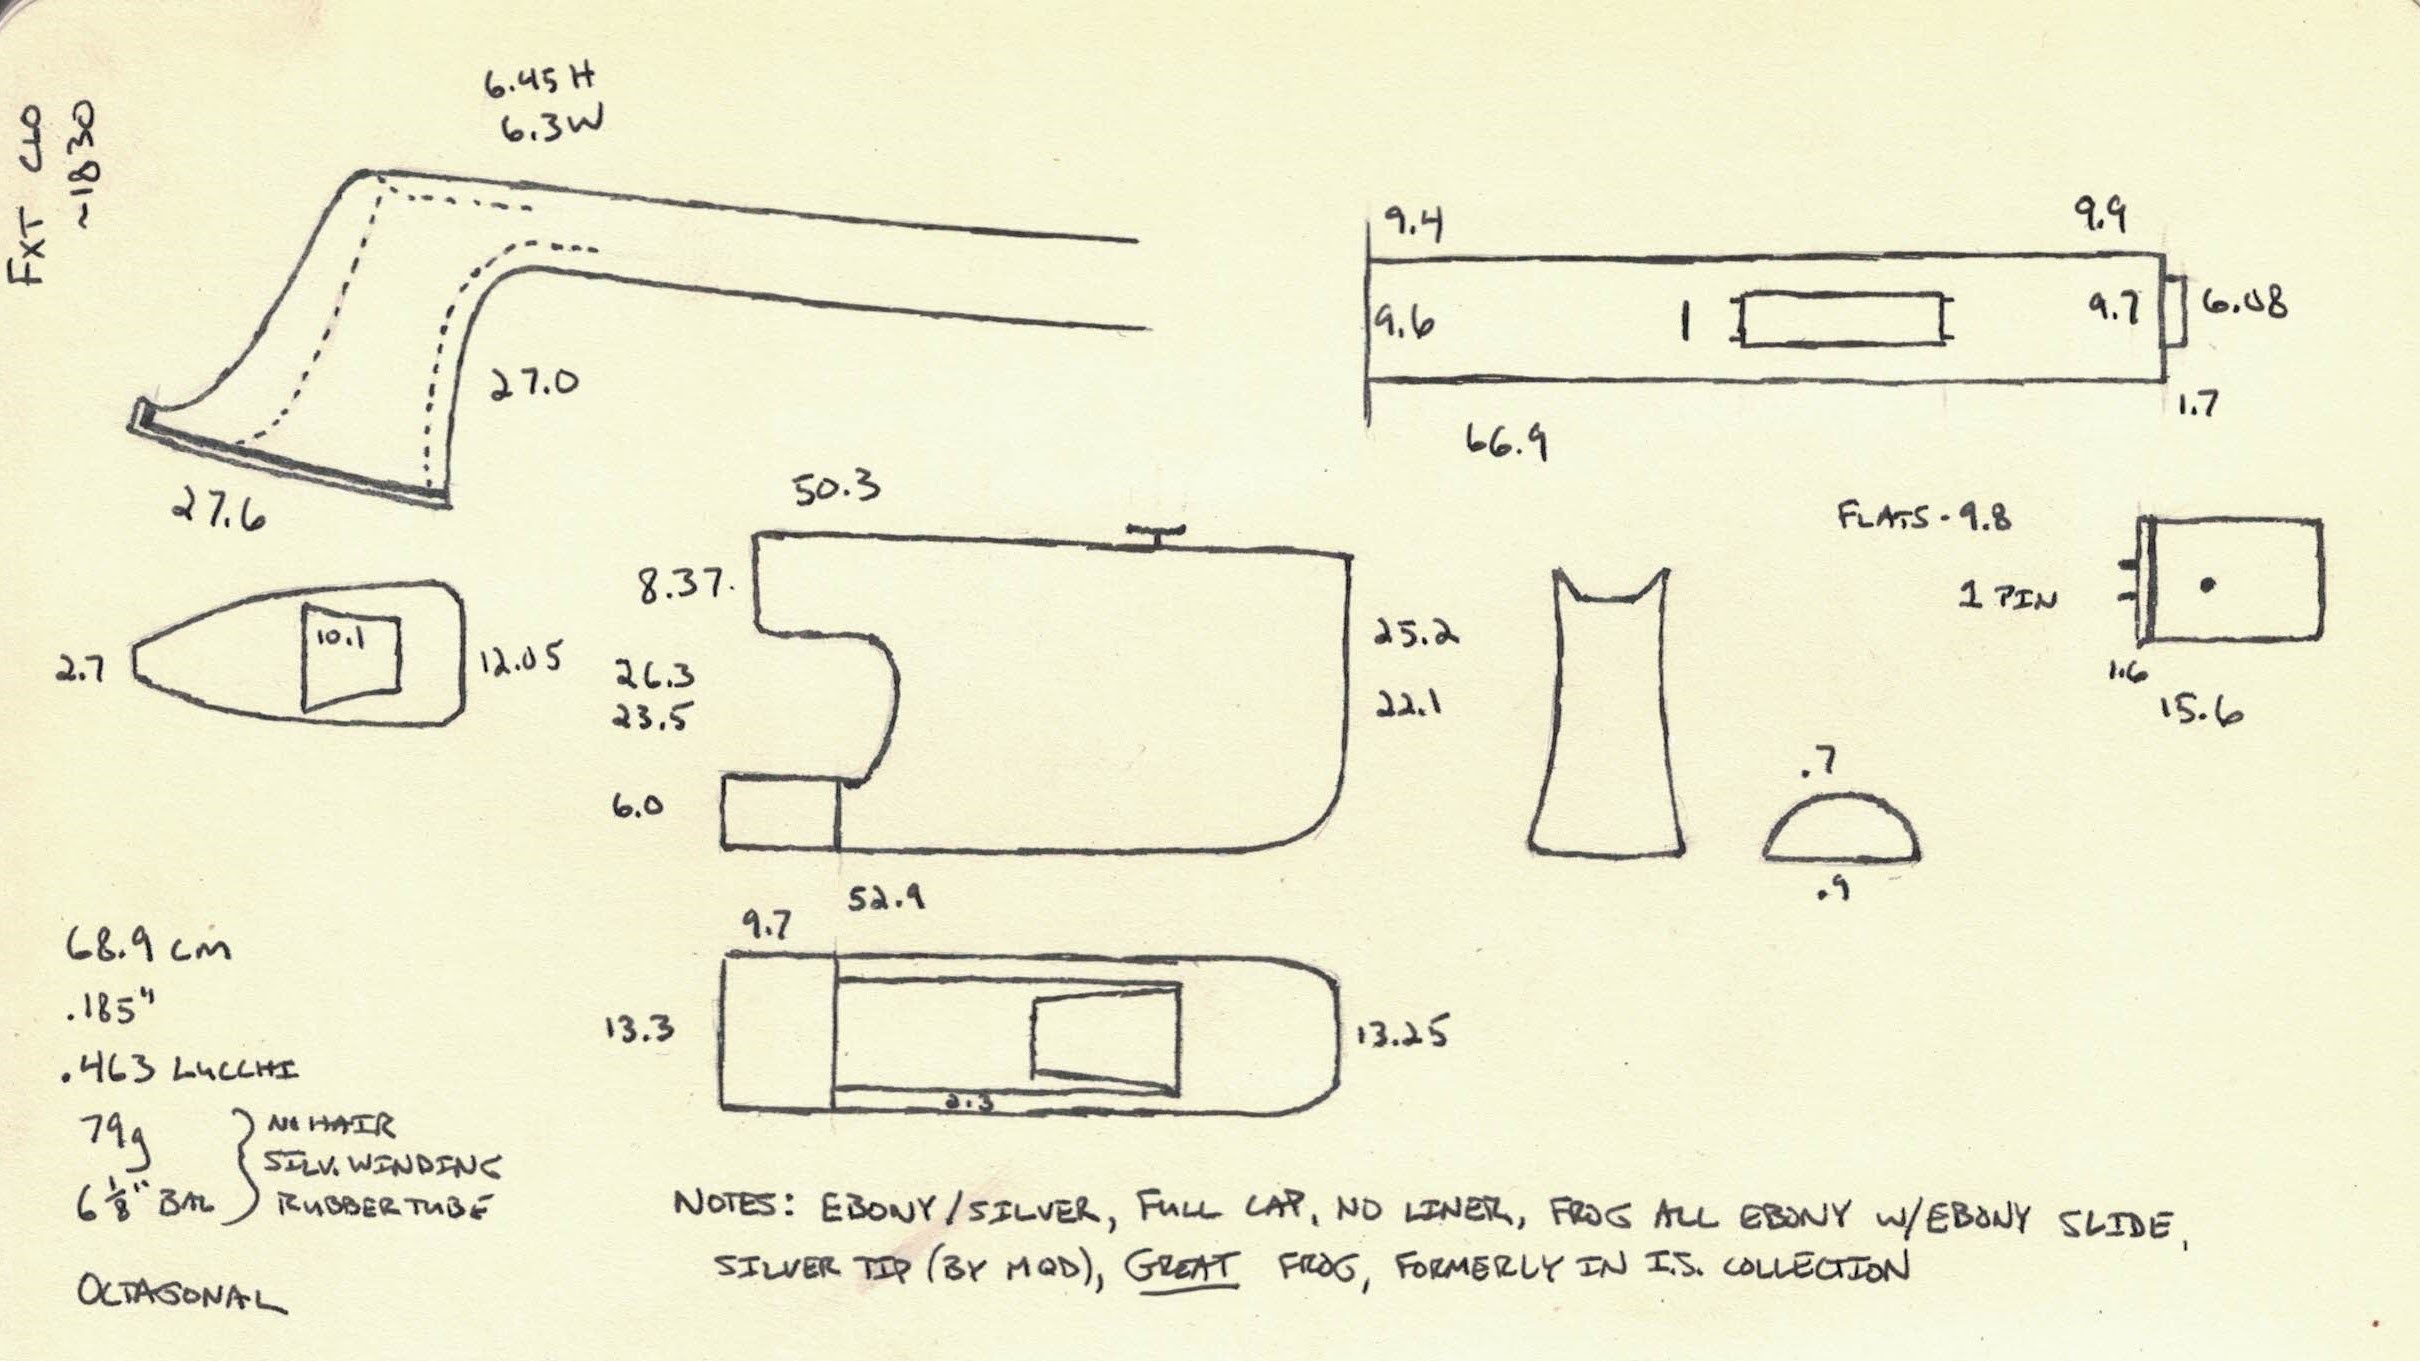 FXT CLO
~1830
6.45 H
6.3 W
27.0
27.6
9.4
9.9
9.6
9.7
6.08
1.7
66.9
50.3
8.37
26.3
23.5
6.0
25.2
22.1
52.9
FLATS - 9.8
1 PIN
1.6
15.6
.7
.9
2.7
10.1
12.05
9.7
13.3
13.25
2.3
68.9 cm
.185"
.463 LUCCHI
79g
6 1/8" BAL
NO HAIR
SILV. WINDING
RUBBER TUBE
OCTAGONAL
NOTES: EBONY/SILVER, FULL CAP, NO LINER, FROG ALL EBONY W/EBONY SLIDE,
SILVER TIP (BY MQD), GREAT FROG, FORMERLY IN I.S. COLLECTION